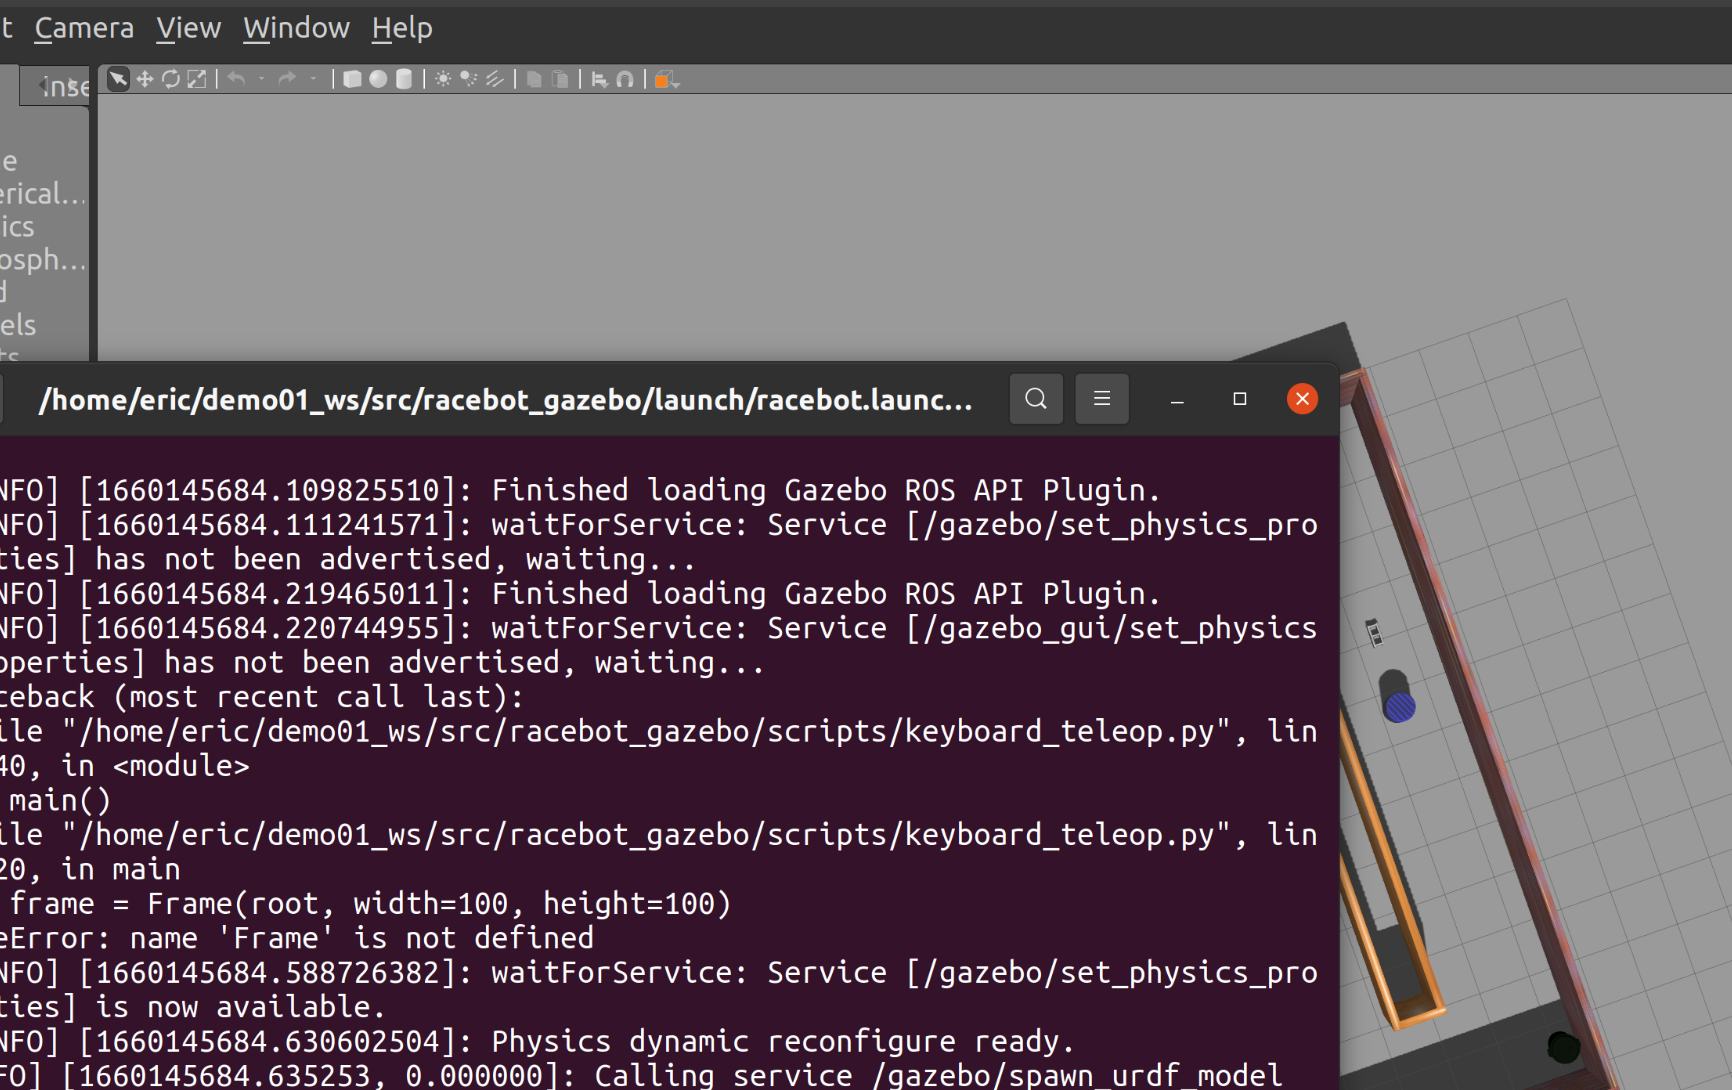 t Camera View Window Help
Inse
e
erical...
ics
osph...
d
els
ts
/home/eric/demo01_ws/src/racebot_gazebo/launch/racebot.launc...
NFO] [1660145684.109825510]: Finished loading Gazebo ROS API Plugin.
NFO] [1660145684.111241571]: waitForService: Service [/gazebo/set_physics_pro
ties] has not been advertised, waiting...
NFO] [1660145684.219465011]: Finished loading Gazebo ROS API Plugin.
NFO] [1660145684.220744955]: waitForService: Service [/gazebo_gui/set_physics
operties] has not been advertised, waiting...
ceback (most recent call last):
ile "/home/eric/demo01_ws/src/racebot_gazebo/scripts/keyboard_teleop.py", lin
40, in <module>
main()
ile "/home/eric/demo01_ws/src/racebot_gazebo/scripts/keyboard_teleop.py", lin
20, in main
frame = Frame(root, width=100, height=100)
eError: name 'Frame' is not defined
NFO] [1660145684.588726382]: waitForService: Service [/gazebo/set_physics_pro
ties] is now available.
NFO] [1660145684.630602504]: Physics dynamic reconfigure ready.
FO] [1660145684.635253, 0.000000]: Calling service /gazebo/spawn_urdf_model